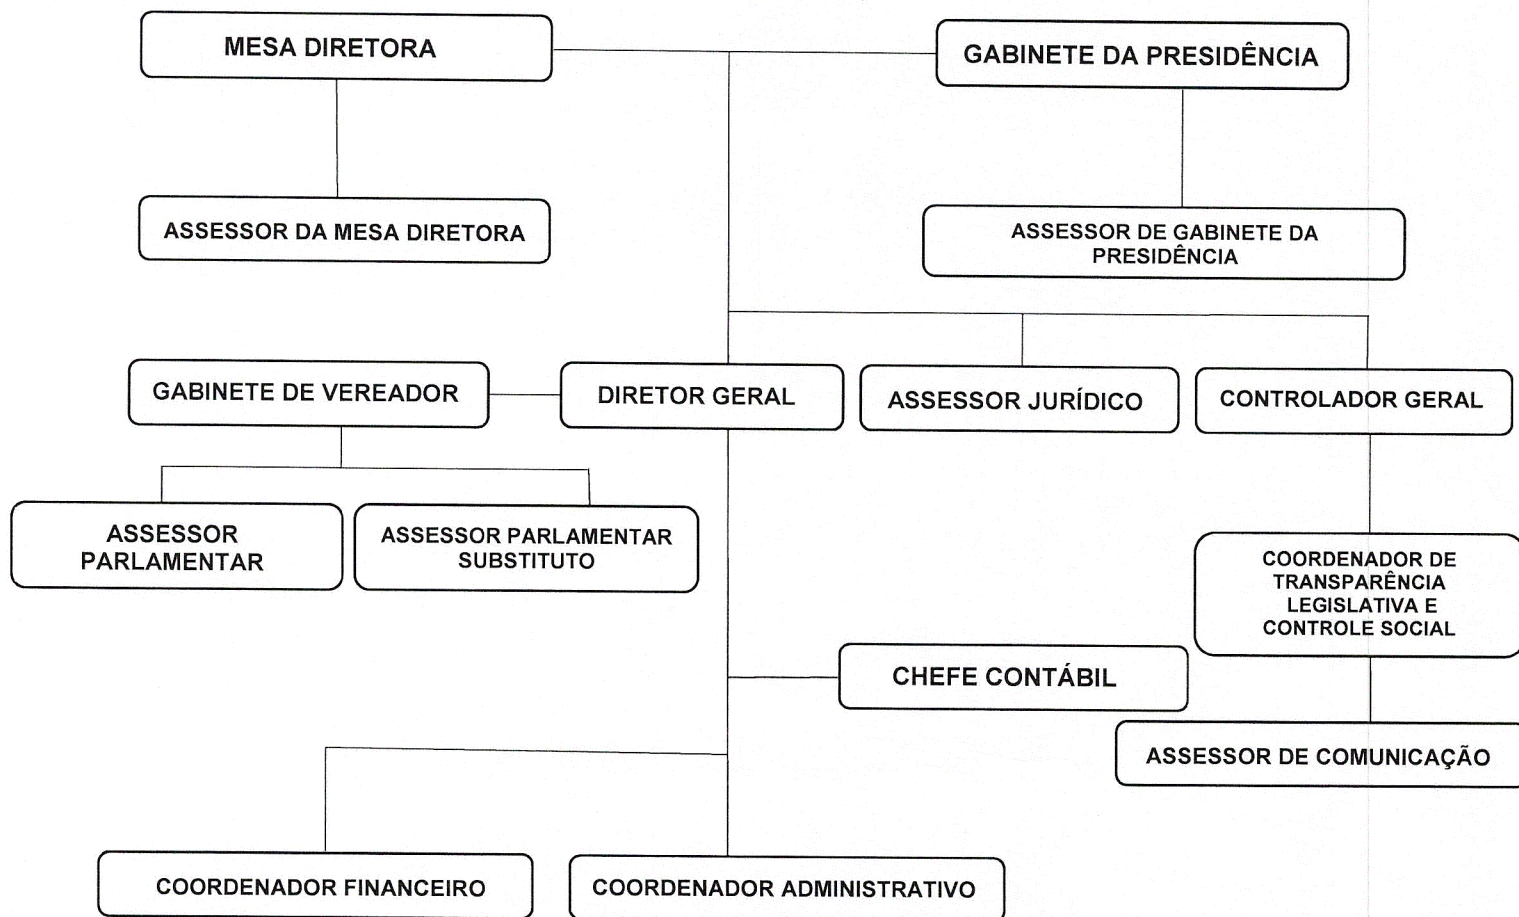 MESA DIRETORA
GABINETE DA PRESIDÊNCIA
ASSESSOR DA MESA DIRETORA
ASSESSOR DE GABINETE DA
PRESIDÊNCIA
GABINETE DE VEREADOR
DIRETOR GERAL
ASSESSOR JURÍDICO
CONTROLADOR GERAL
ASSESSOR
PARLAMENTAR
ASSESSOR PARLAMENTAR
SUBSTITUTO
COORDENADOR DE
TRANSPARÊNCIA
LEGISLATIVA E
CONTROLE SOCIAL
CHEFE CONTÁBIL
ASSESSOR DE COMUNICAÇÃO
COORDENADOR FINANCEIRO
COORDENADOR ADMINISTRATIVO